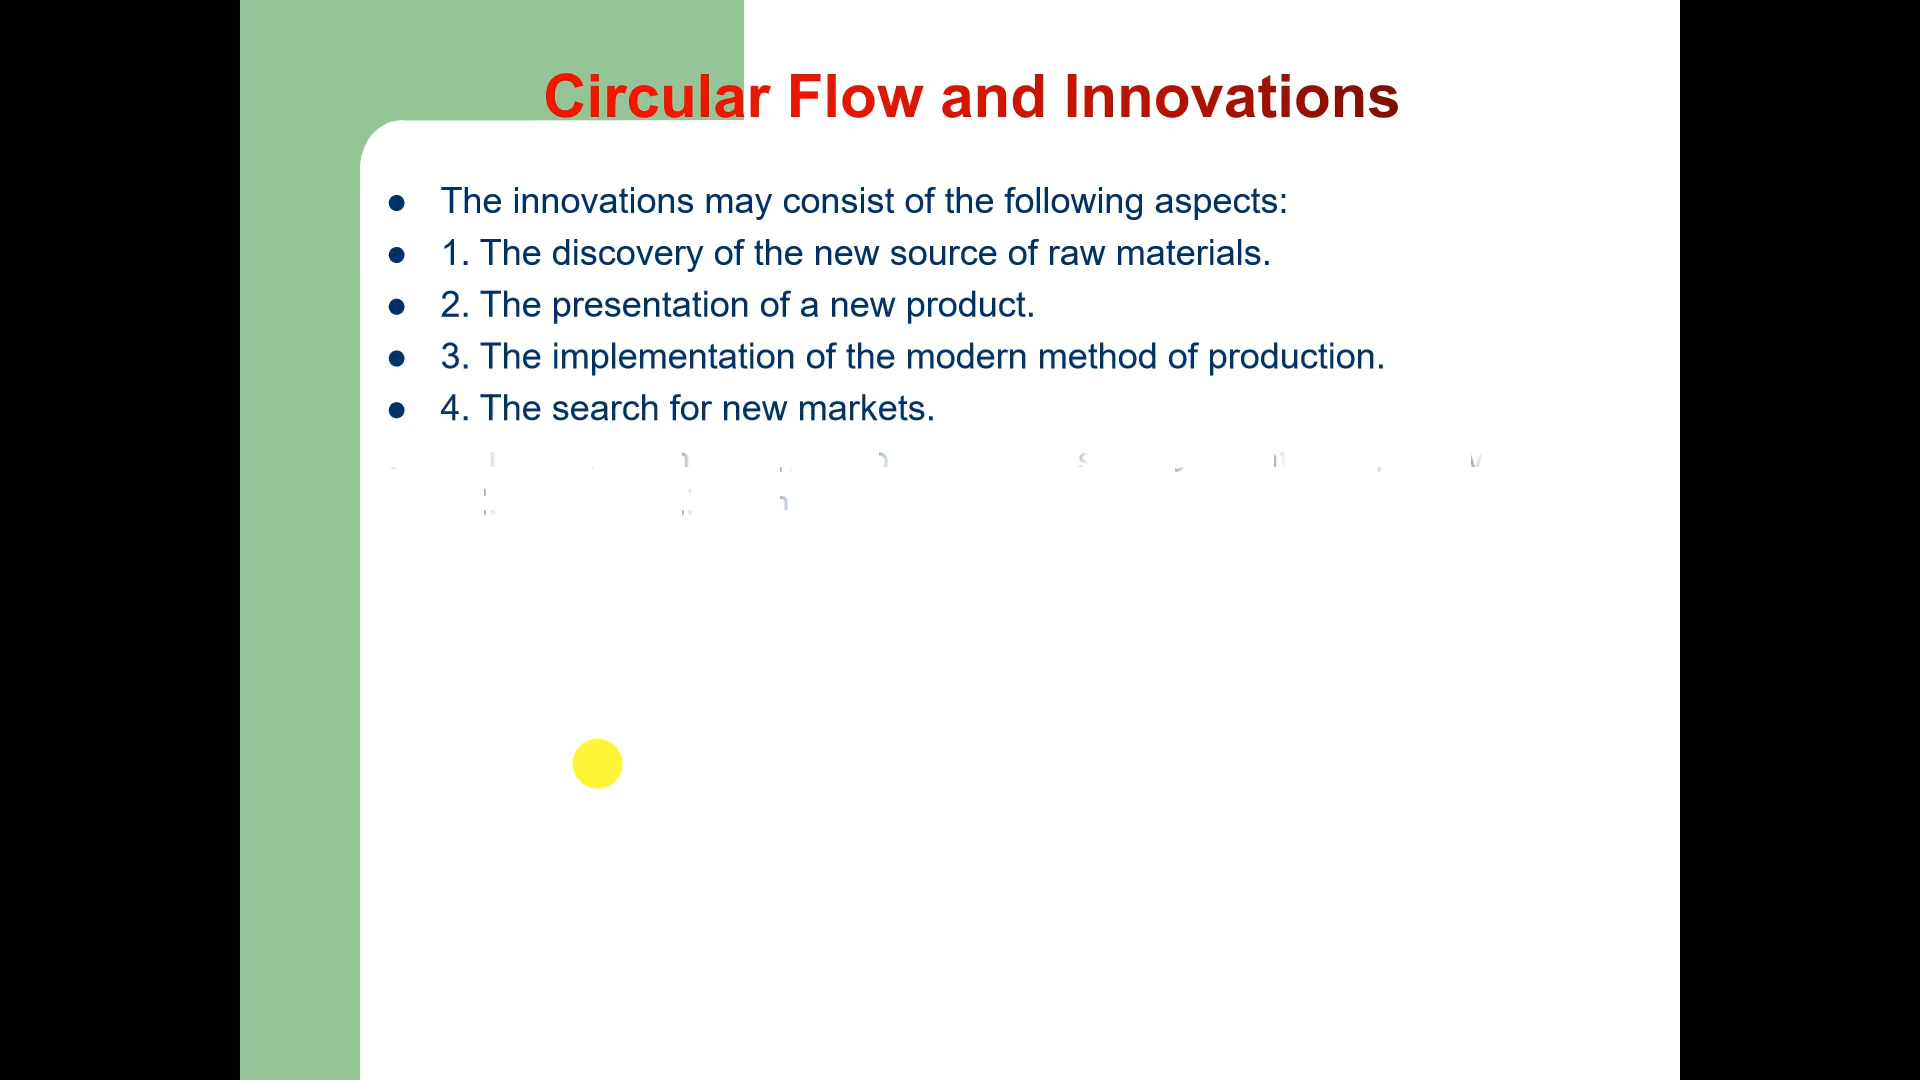 Circular Flow and Innovations
● The innovations may consist of the following aspects:
● 1. The discovery of the new source of raw materials.
● 2. The presentation of a new product.
● 3. The implementation of the modern method of production.
● 4. The search for new markets.